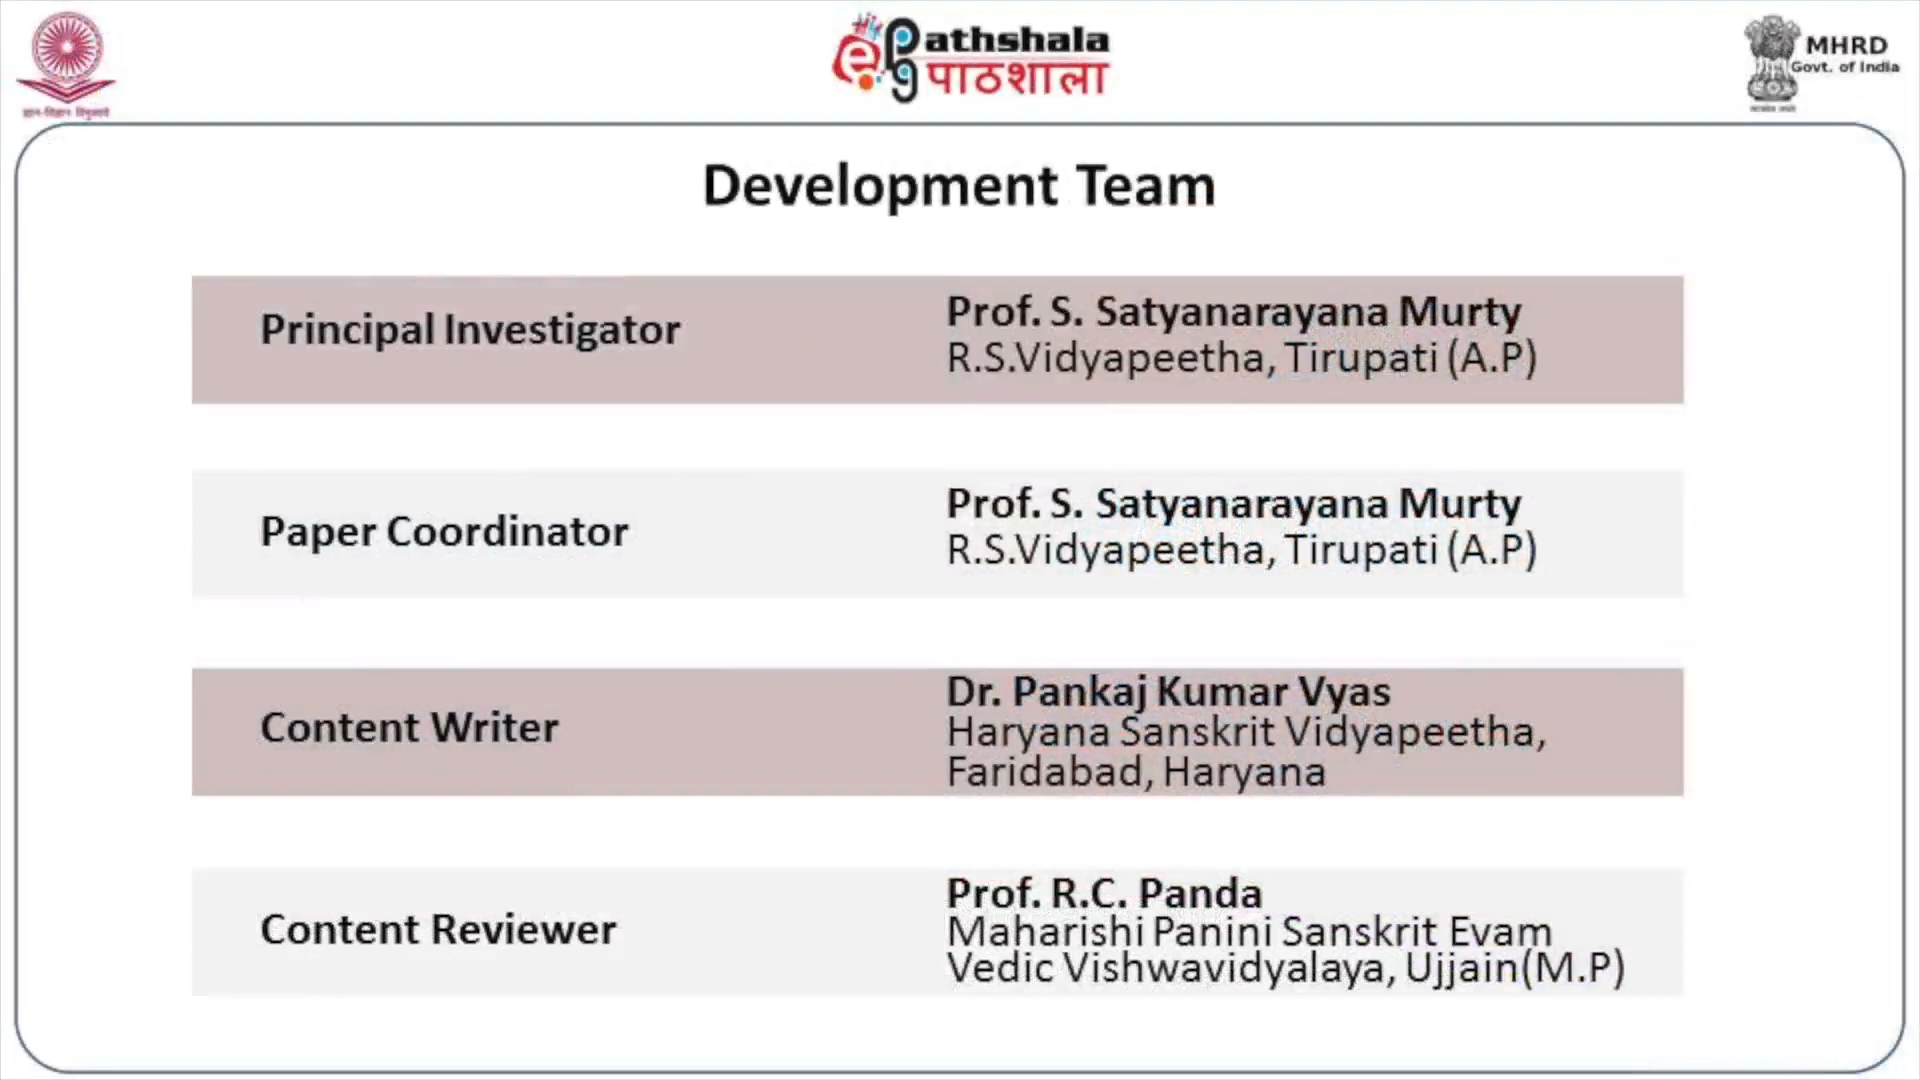 ज्ञान-विज्ञान विमुक्तये
ePathshala
पाठशाला
MHRD
Govt. of India
Development Team
Principal Investigator
Prof. S. Satyanarayana Murty
R.S.Vidyapeetha, Tirupati (A.P)
Paper Coordinator
Prof. S. Satyanarayana Murty
R.S.Vidyapeetha, Tirupati (A.P)
Content Writer
Dr. Pankaj Kumar Vyas
Haryana Sanskrit Vidyapeetha,
Faridabad, Haryana
Content Reviewer
Prof. R.C. Panda
Maharishi Panini Sanskrit Evam
Vedic Vishwavidyalaya, Ujjain(M.P)